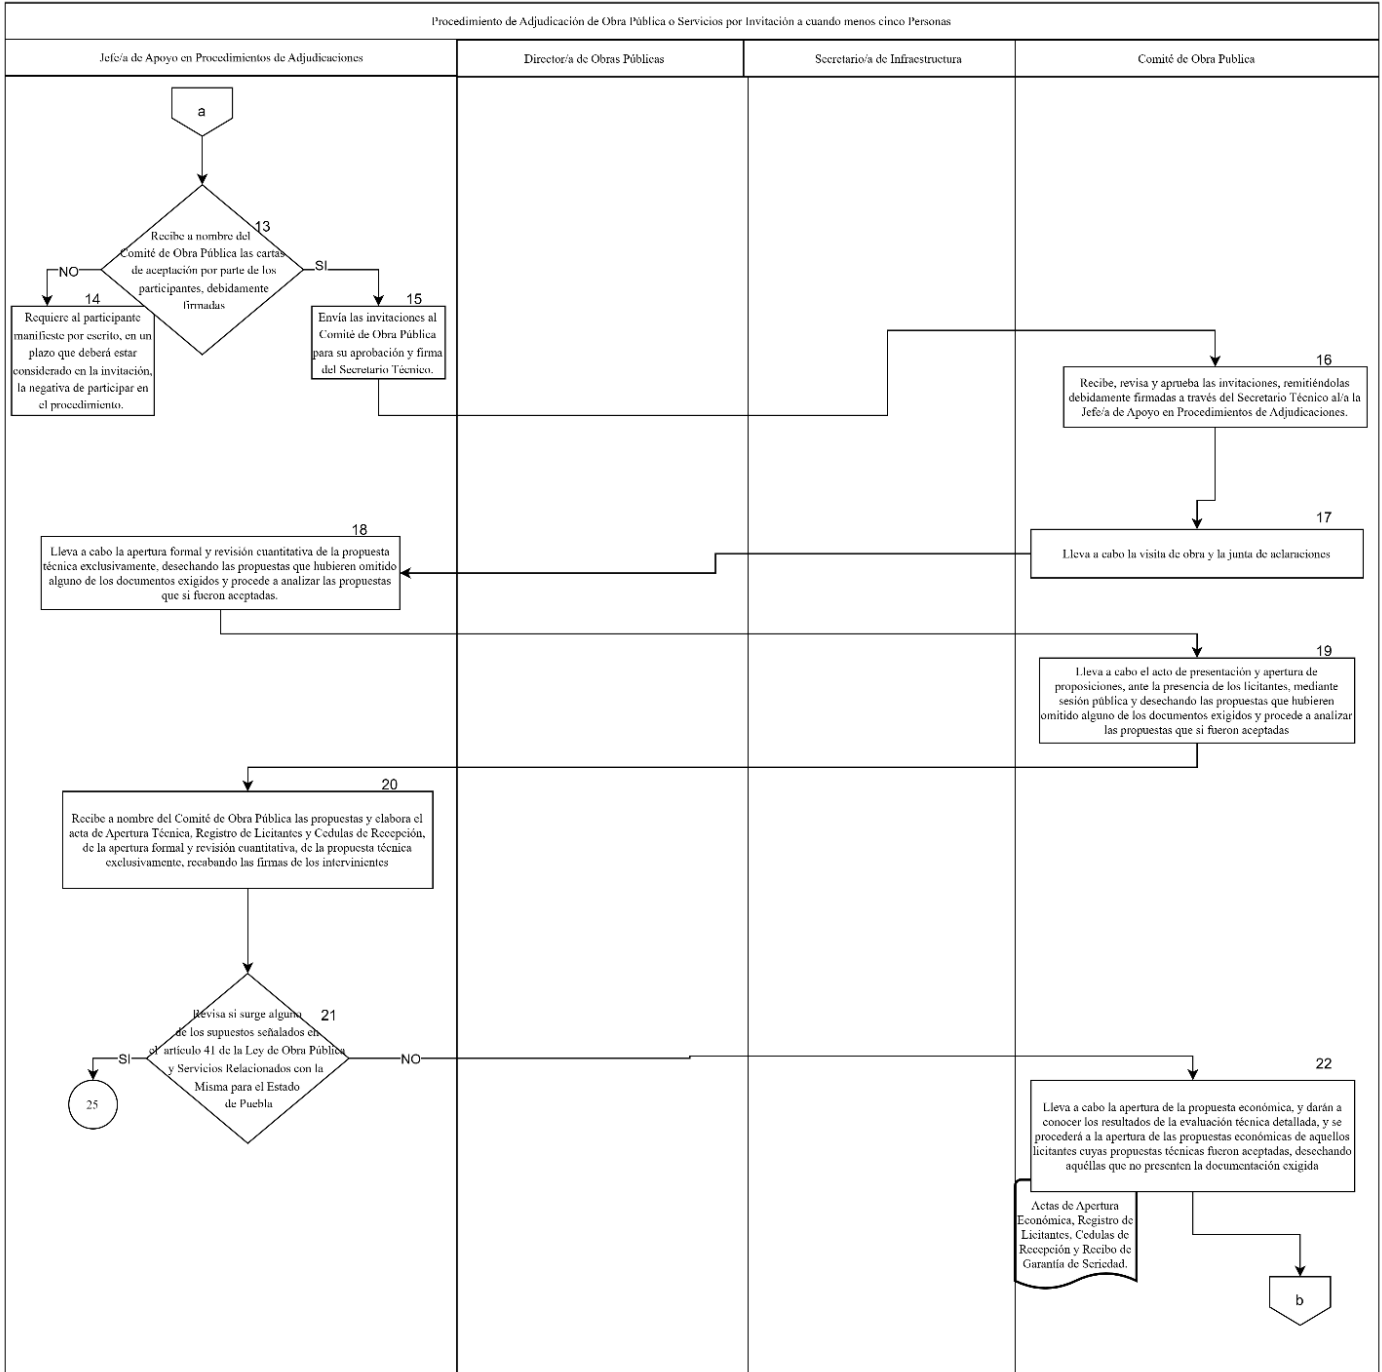 Procedimiento de Adjudicación de Obra Pública o Servicios por Invitación a cuando menos cinco Personas
Jefe/a de Apoyo en Procedimientos de Adjudicaciones
Director/a de Obras Públicas
Secretario/a de Infraestructura
Comité de Obra Publica
a
13
Recibe a nombre del
Comité de Obra Pública las cartas
de aceptación por parte de los
participantes, debidamente
firmadas
NO
SI
14
Requiere al participante
manifieste por escrito, en un
plazo que deberá estar
considerado en la invitación,
la negativa de participar en
el procedimiento.
15
Envía las invitaciones al
Comité de Obra Pública
para su aprobación y firma
del Secretario Técnico.
16
Recibe, revisa y aprueba las invitaciones, remitiéndolas
debidamente firmadas a través del Secretario Técnico al/a la
Jefe/a de Apoyo en Procedimientos de Adjudicaciones.
17
Lleva a cabo la visita de obra y la junta de aclaraciones
18
Lleva a cabo la apertura formal y revisión cuantitativa de la propuesta
técnica exclusivamente, desechando las propuestas que hubieren omitido
alguno de los documentos exigidos y procede a analizar las propuestas
que si fueron aceptadas.
19
Lleva a cabo el acto de presentación y apertura de
proposiciones, ante la presencia de los licitantes, mediante
sesión pública y desechando las propuestas que hubieren
omitido alguno de los documentos exigidos y procede a analizar
las propuestas que si fueron aceptadas
20
Recibe a nombre del Comité de Obra Pública las propuestas y elabora el
acta de Apertura Técnica, Registro de Licitantes y Cedulas de Recepción,
de la apertura formal y revisión cuantitativa, de la propuesta técnica
exclusivamente, recabando las firmas de los intervinientes
21
Revisa si surge alguno
de los supuestos señalados en
el artículo 41 de la Ley de Obra Pública
y Servicios Relacionados con la
Misma para el Estado
de Puebla
SI
NO
25
22
Lleva a cabo la apertura de la propuesta económica, y darán a
conocer los resultados de la evaluación técnica detallada, y se
procederá a la apertura de las propuestas económicas de aquellos
licitantes cuyas propuestas técnicas fueron aceptadas, desechando
aquéllas que no presenten la documentación exigida
Actas de Apertura
Económica, Registro de
Licitantes, Cedulas de
Recepción y Recibo de
Garantía de Seriedad.
b